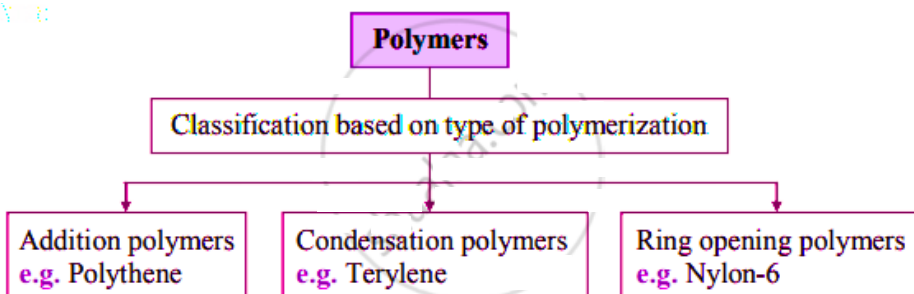 Polymers
Classification based on type of polymerization
Addition polymers
e.g. Polythene
Condensation polymers
e.g. Terylene
Ring opening polymers
e.g. Nylon-6